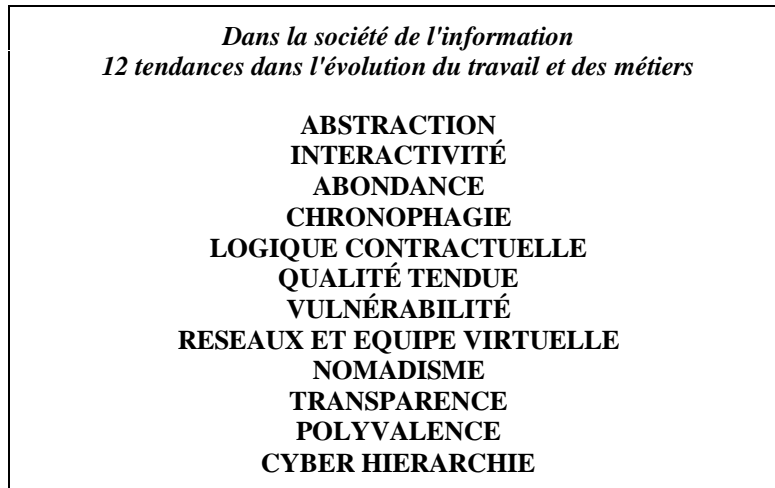 Dans la société de l'information
12 tendances dans l'évolution du travail et des métiers
ABSTRACTION
INTERACTIVITÉ
ABONDANCE
CHRONOPHAGIE
LOGIQUE CONTRACTUELLE
QUALITÉ TENDUE
VULNÉRABILITÉ
RESEAUX ET EQUIPE VIRTUELLE
NOMADISME
TRANSPARENCE
POLYVALENCE
CYBER HIERARCHIE